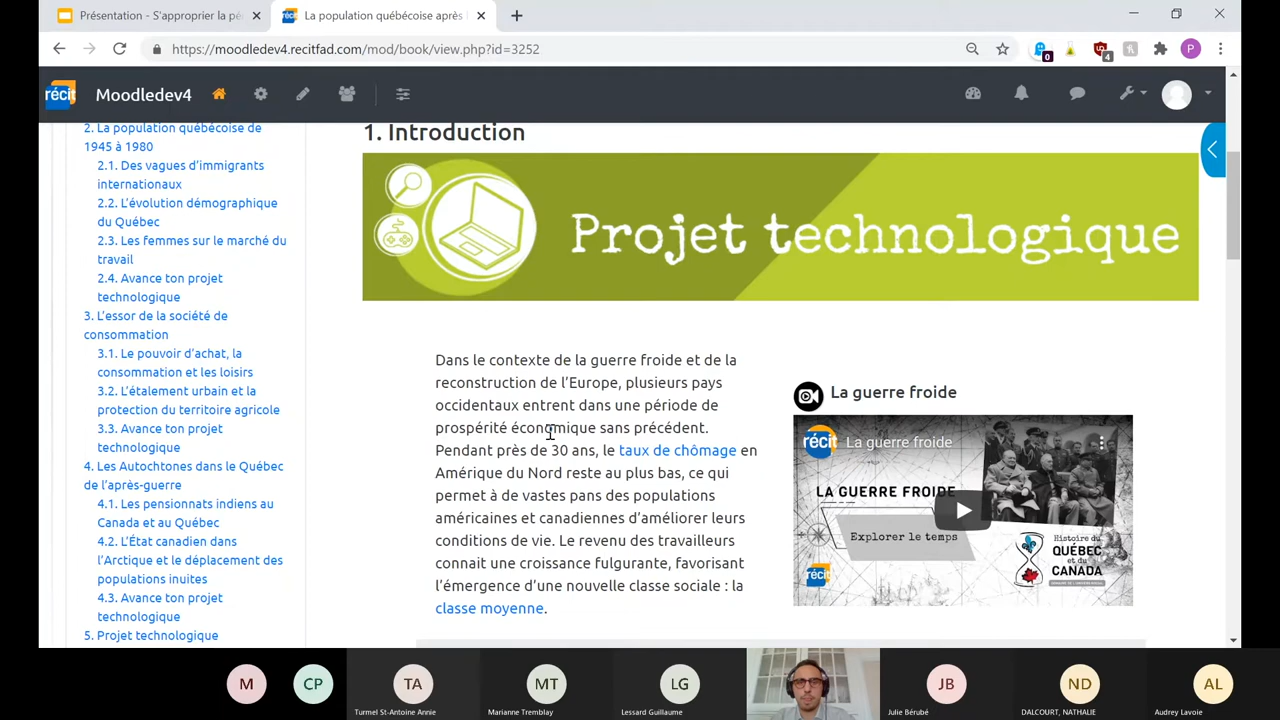 Présentation - S'approprier la pé
La population québécoise après
https://moodledev4.recitfad.com/mod/book/view.php?id=3252
0
4
P
récit
Moodledev4
2. La population québécoise de
1945 à 1980
2.1. Des vagues d'immigrants
internationaux
2.2. L'évolution démographique
du Québec
2.3. Les femmes sur le marché du
travail
2.4. Avance ton projet
technologique
3. L'essor de la société de
consommation
3.1. Le pouvoir d'achat, la
consommation et les loisirs
3.2. L'étalement urbain et la
protection du territoire agricole
3.3. Avance ton projet
technologique
4. Les Autochtones dans le Québec
de l'après-guerre
4.1. Les pensionnats indiens au
Canada et au Québec
4.2. L'État canadien dans
l'Arctique et le déplacement des
populations inuites
4.3. Avance ton projet
technologique
5. Projet technologique
1. Introduction
Projet technologique
Dans le contexte de la guerre froide et de la
reconstruction de l'Europe, plusieurs pays
occidentaux entrent dans une période de
prospérité économique sans précédent.
Pendant près de 30 ans, le taux de chômage en
Amérique du Nord reste au plus bas, ce qui
permet à de vastes pans des populations
américaines et canadiennes d'améliorer leurs
conditions de vie. Le revenu des travailleurs
connait une croissance fulgurante, favorisant
l'émergence d'une nouvelle classe sociale : la
classe moyenne.
La guerre froide
récit
La guerre froide
LA GUERRE FROIDE
Explorer le temps
récit
Histoire du
QUÉBEC
et du
CANADA
M
CP
TA
Turmel St-Antoine Annie
MT
Marianne Tremblay
LG
Lessard Guillaume
JB
Julie Bérubé
ND
DALCOURT, NATHALIE
AL
Audrey Lavoie